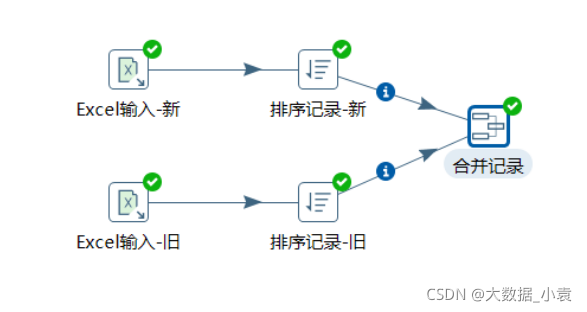 Excel输入-新
排序记录-新
合并记录
Excel输入-旧
排序记录-旧
CSDN @大数据_小袁